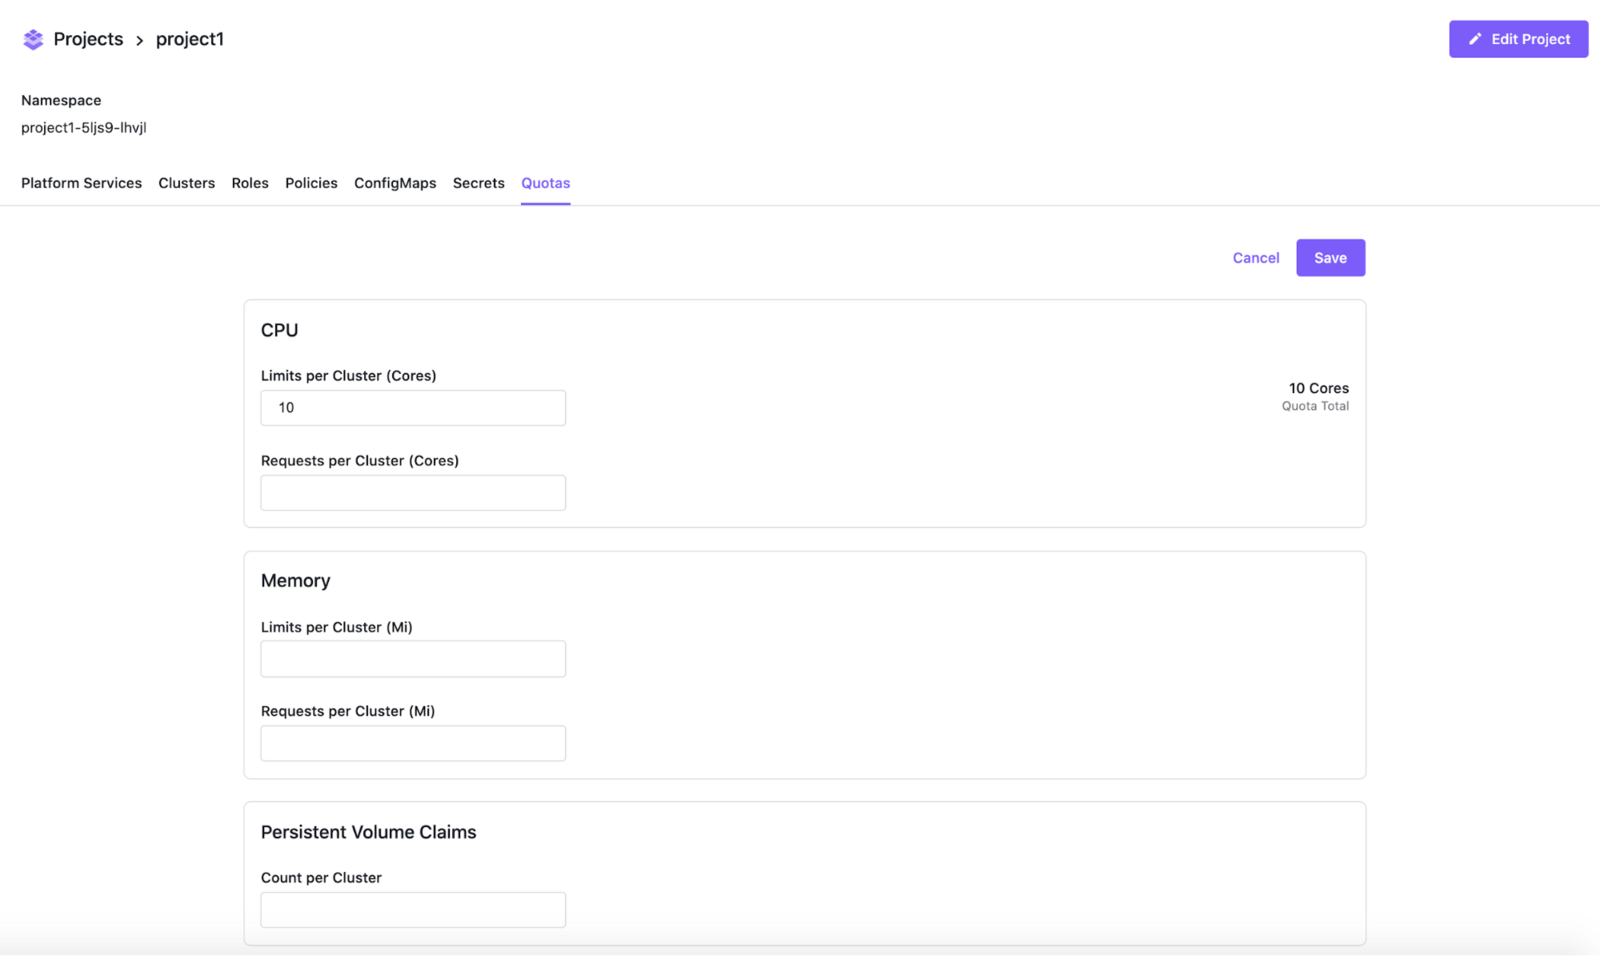 Projects > project1
Edit Project
Namespace
project1-5ljs9-lhvjl
Platform Services Clusters Roles Policies ConfigMaps Secrets Quotas
Cancel Save
CPU
Limits per Cluster (Cores)
10
10 Cores
Quota Total
Requests per Cluster (Cores)
Memory
Limits per Cluster (Mi)
Requests per Cluster (Mi)
Persistent Volume Claims
Count per Cluster